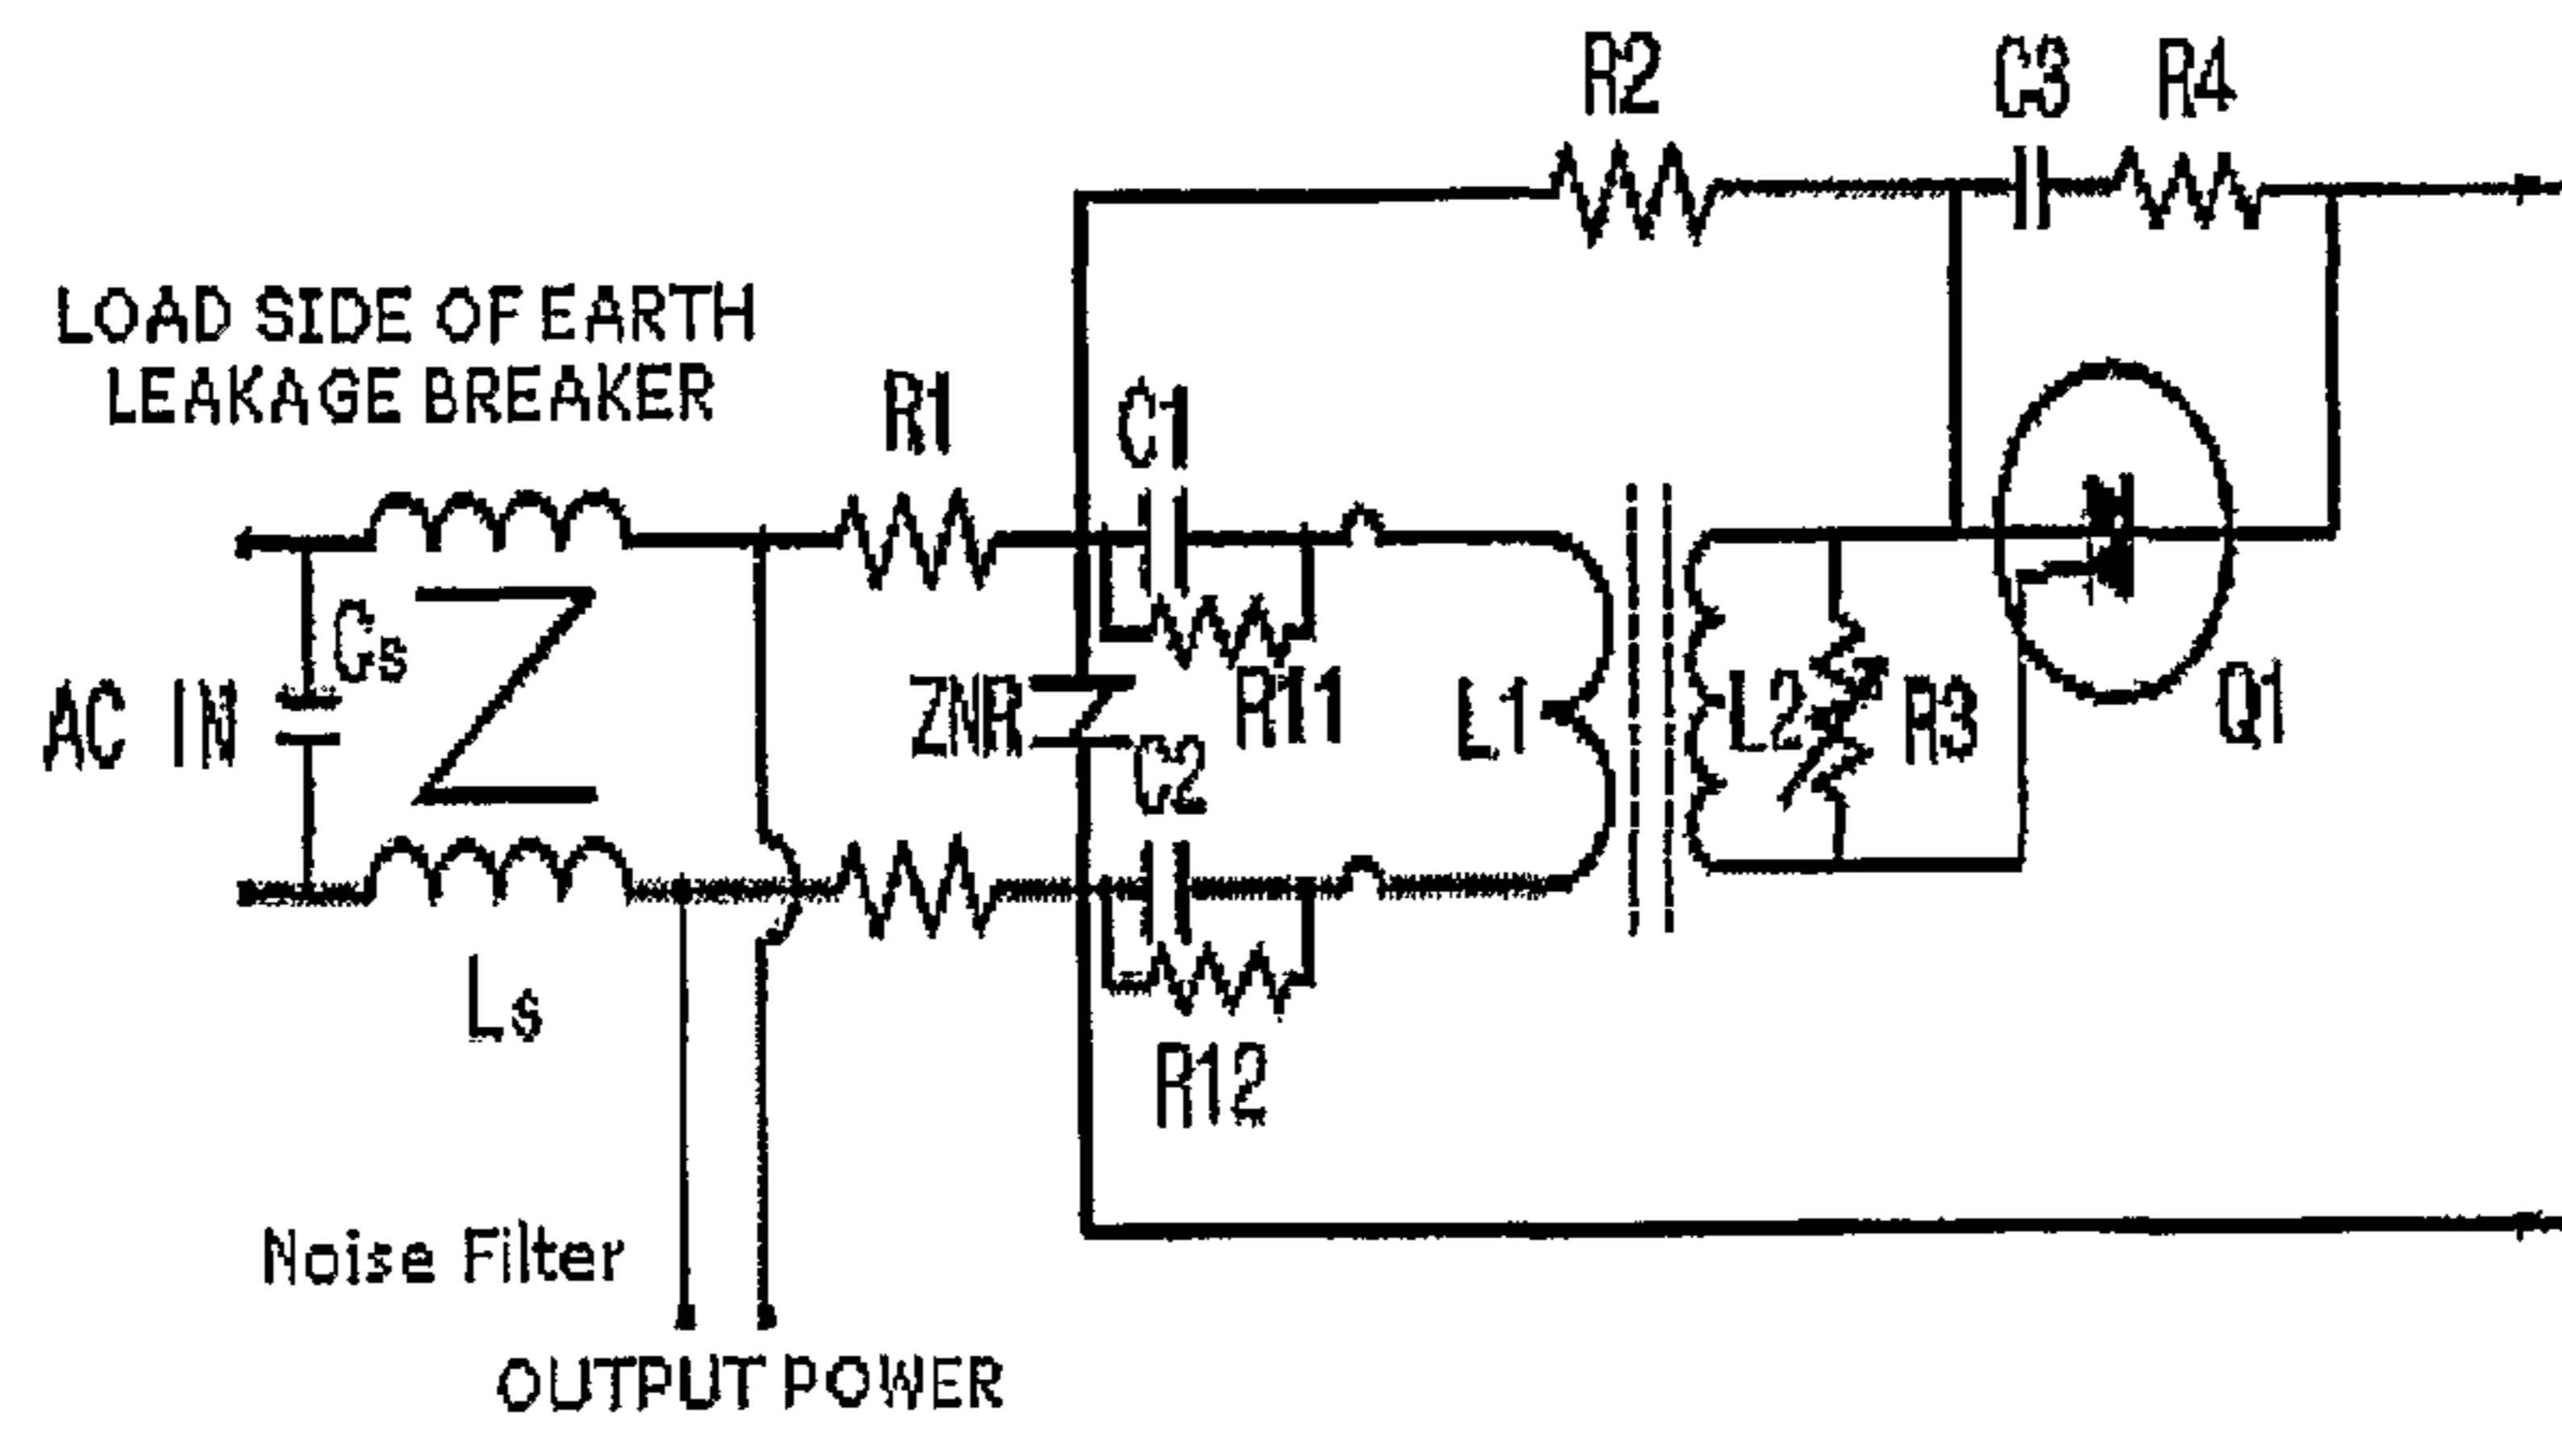 R2
C3
R4
LOAD SIDE OF EARTH
LEAKAGE BREAKER
R1
C1
Cs
AC IN
ZNR
R11
C2
L1
L2
R3
Q1
Ls
R12
Noise Filter
OUTPUT POWER